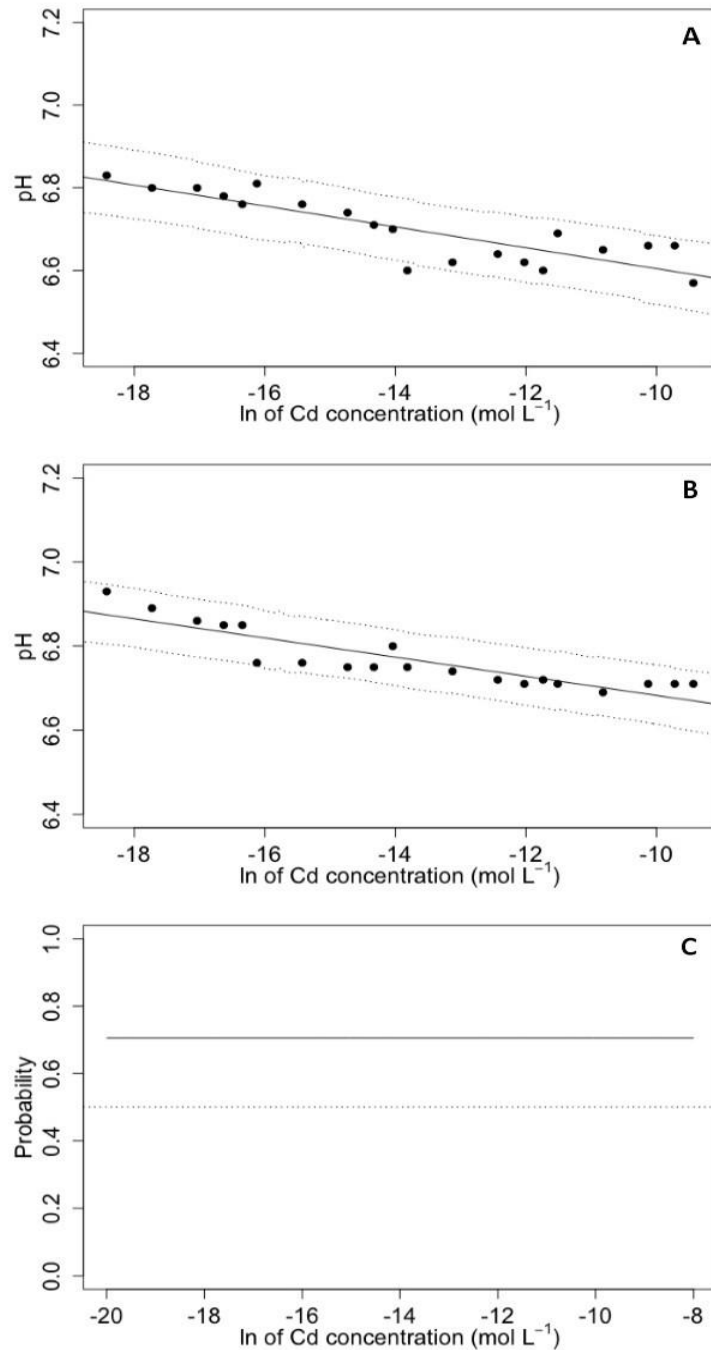 A
pH
7.2
7.0
6.8
6.6
6.4
-18 -16 -14 -12 -10
ln of Cd concentration (mol L⁻¹)
B
pH
7.2
7.0
6.8
6.6
6.4
-18 -16 -14 -12 -10
ln of Cd concentration (mol L⁻¹)
C
Probability
1.0
0.8
0.6
0.4
0.2
0.0
-20 -18 -16 -14 -12 -10 -8
ln of Cd concentration (mol L⁻¹)